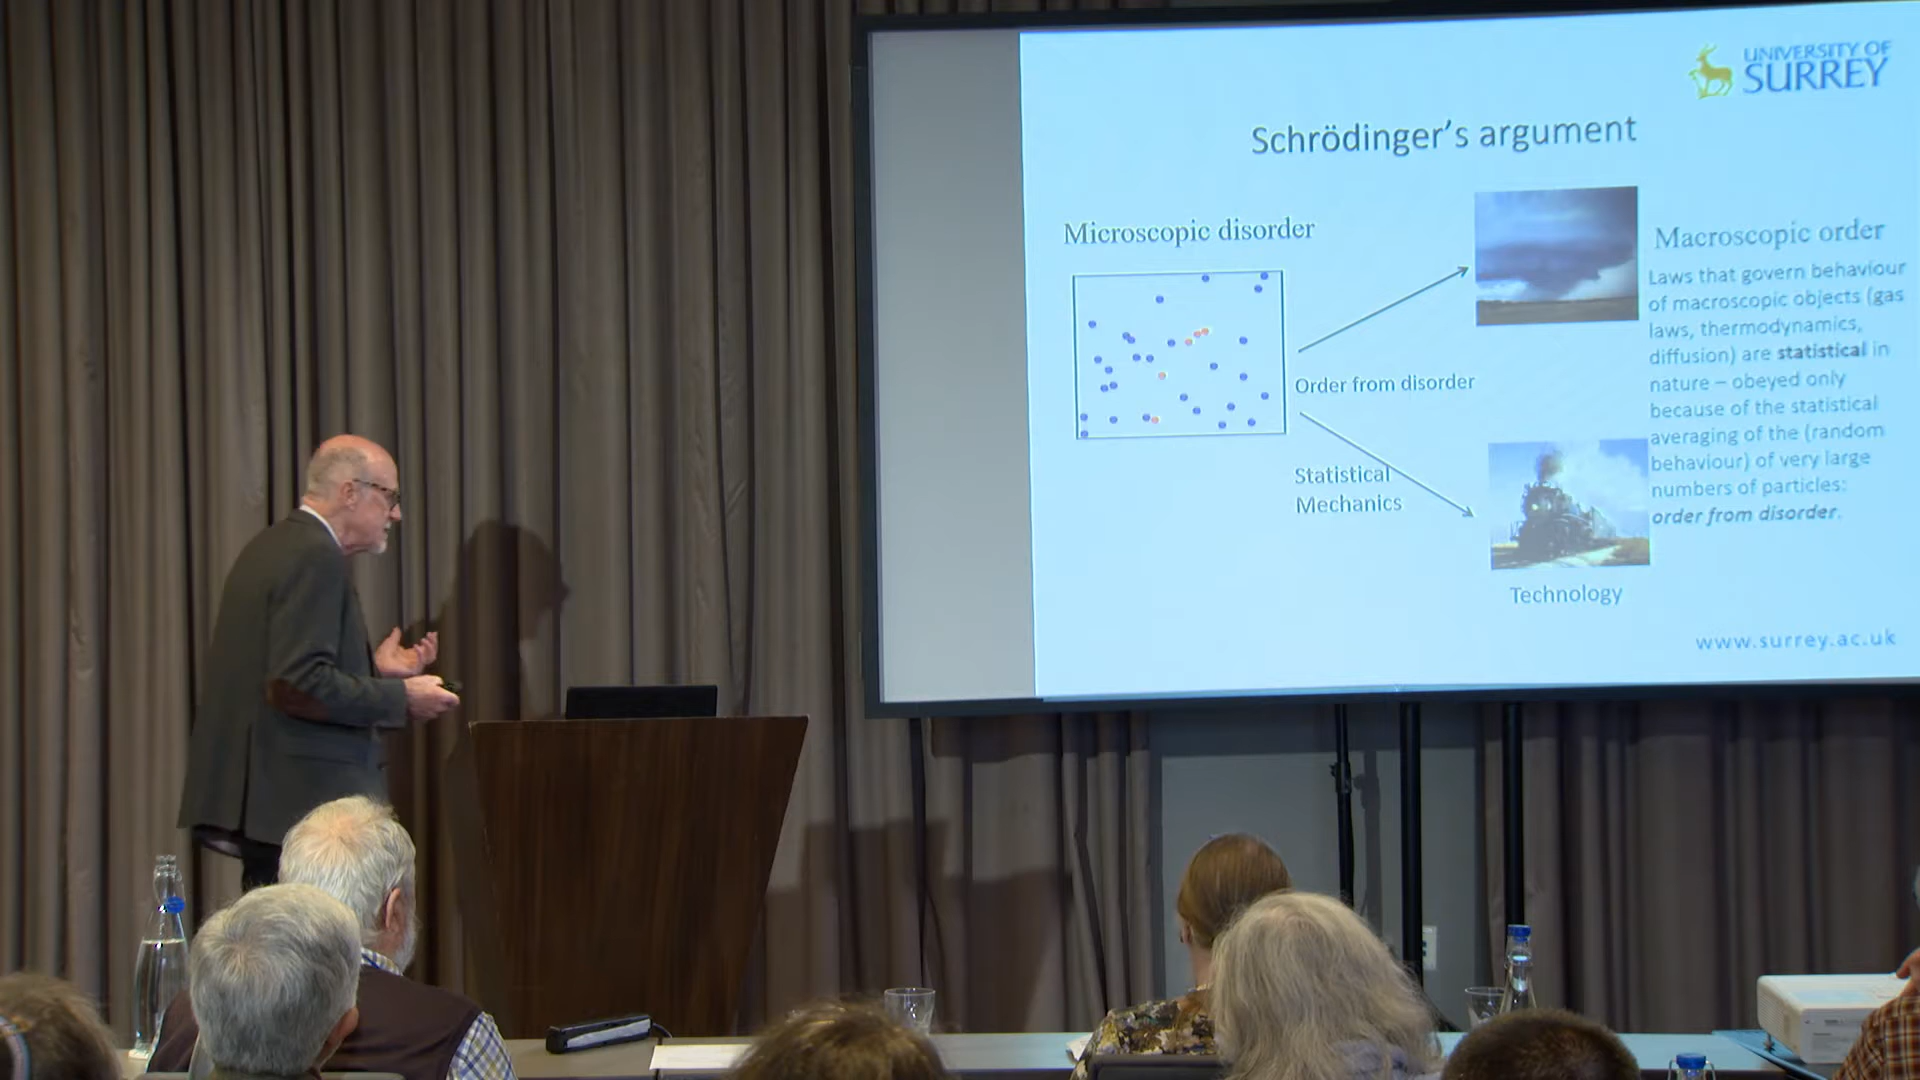 UNIVERSITY OF
SURREY
Schrödinger's argument
Microscopic disorder
Order from disorder
Statistical
Mechanics
Technology
Macroscopic order
Laws that govern behaviour
of macroscopic objects (gas
laws, thermodynamics,
diffusion) are statistical in
nature – obeyed only
because of the statistical
averaging of the (random
behaviour) of very large
numbers of particles:
order from disorder.
www.surrey.ac.uk